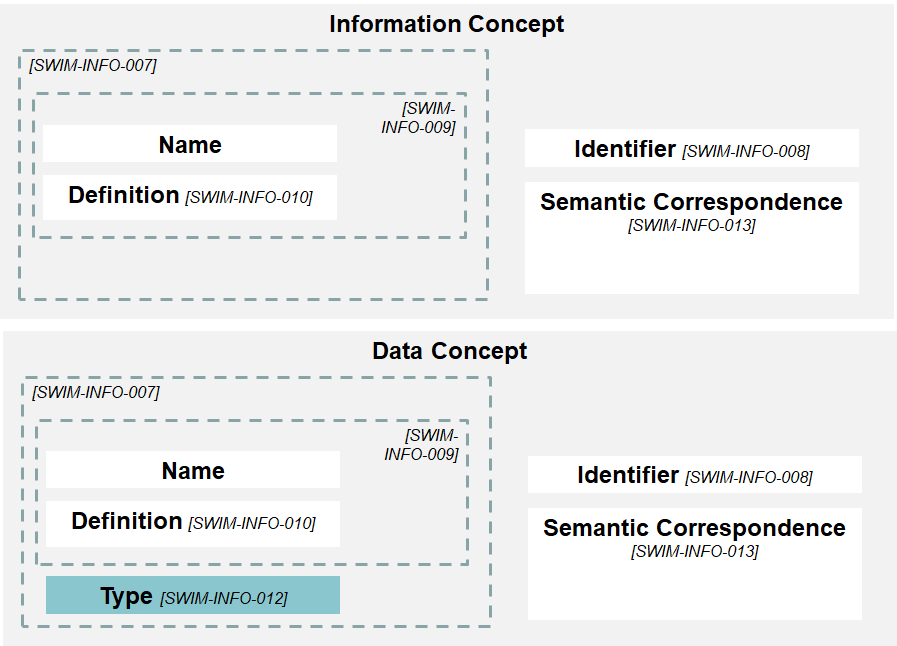 Information Concept
[SWIM-INFO-007]
[SWIM-
INFO-009]
Name
Definition [SWIM-INFO-010]
Identifier [SWIM-INFO-008]
Semantic Correspondence
[SWIM-INFO-013]
Data Concept
[SWIM-INFO-007]
[SWIM-
INFO-009]
Name
Definition [SWIM-INFO-010]
Type [SWIM-INFO-012]
Identifier [SWIM-INFO-008]
Semantic Correspondence
[SWIM-INFO-013]